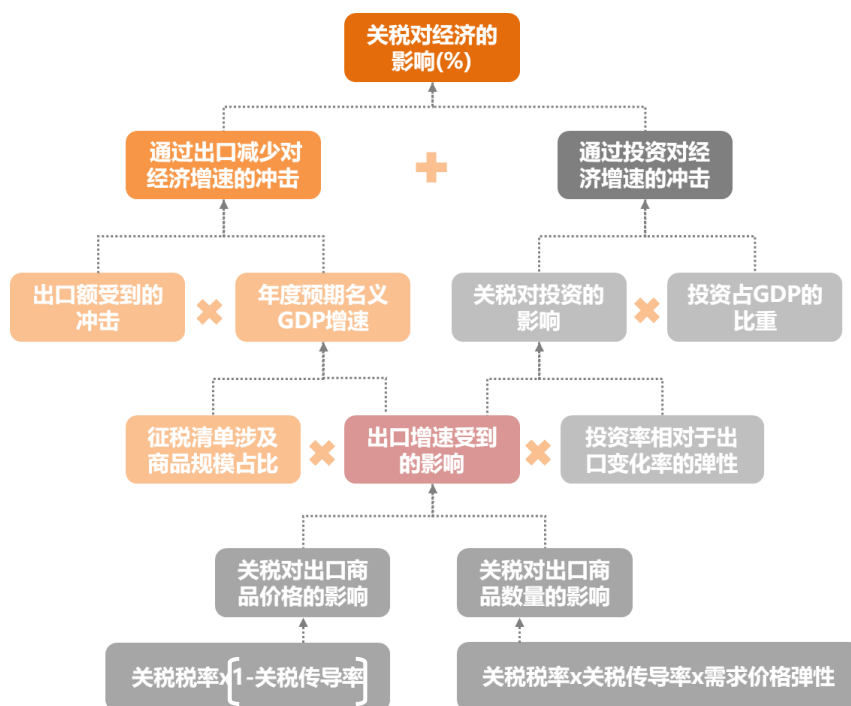 关税对经济的
影响(%)
通过出口减少对
经济增速的冲击
+
通过投资对经
济增速的冲击
出口额受到的
冲击
×
年度预期名义
GDP增速
关税对投资的
影响
×
投资占GDP的
比重
征税清单涉及
商品规模占比
×
出口增速受到
的影响
×
投资率相对于出
口变化率的弹性
关税对出口商
品价格的影响
关税对出口商
品数量的影响
关税税率x(1-关税传导率)
关税税率x关税传导率x需求价格弹性